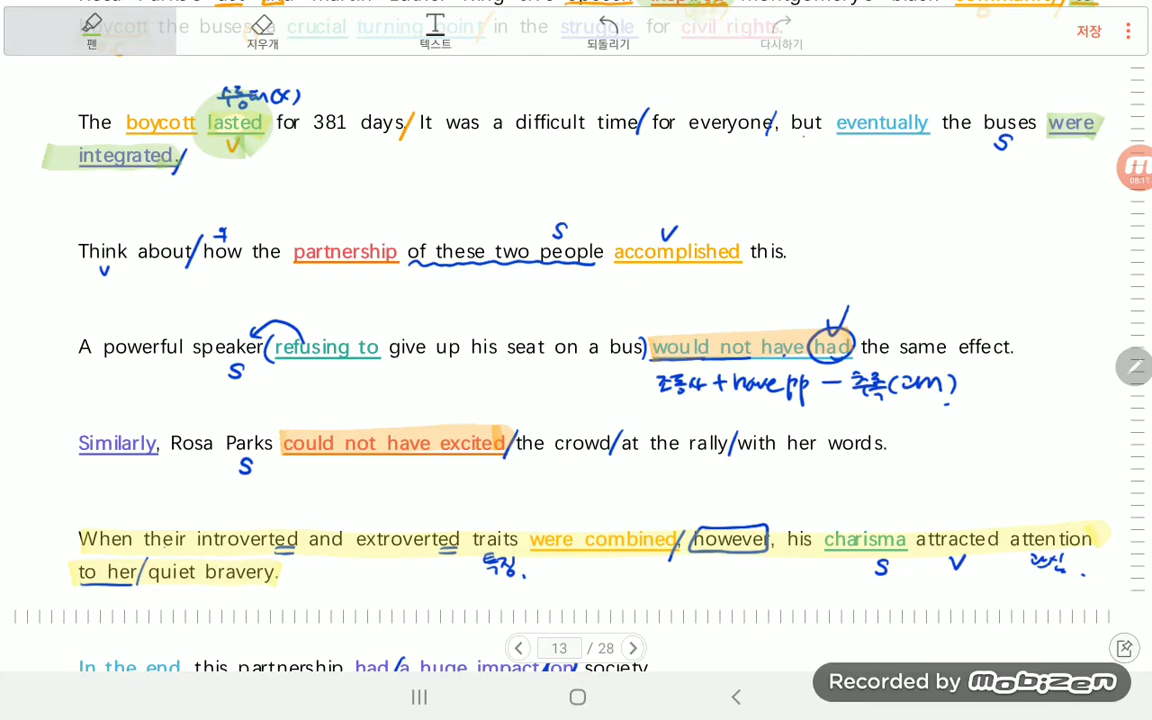 boycott the buses, a crucial turning point in the struggle for civil rights.
펜 지우개 텍스트 되돌리기 다시하기 저장
수동태(X)
The boycott lasted for 381 days/ It was a difficult time/ for everyone/, but eventually the buses were
V S
integrated./
08:11
S V
Think about/ how the partnership of these two people accomplished this.
V
V
A powerful speaker (refusing to give up his seat on a bus) would not have had the same effect.
S 조동사 + have pp – 추측(과거)
Similarly, Rosa Parks could not have excited/ the crowd/ at the rally/ with her words.
S
When their introverted and extroverted traits were combined/, however, his charisma attracted attention
특징. S V 관심.
to her/ quiet bravery.
13 / 28
In the end, this partnership had/ a huge impact/ on society.
Recorded by mobizen